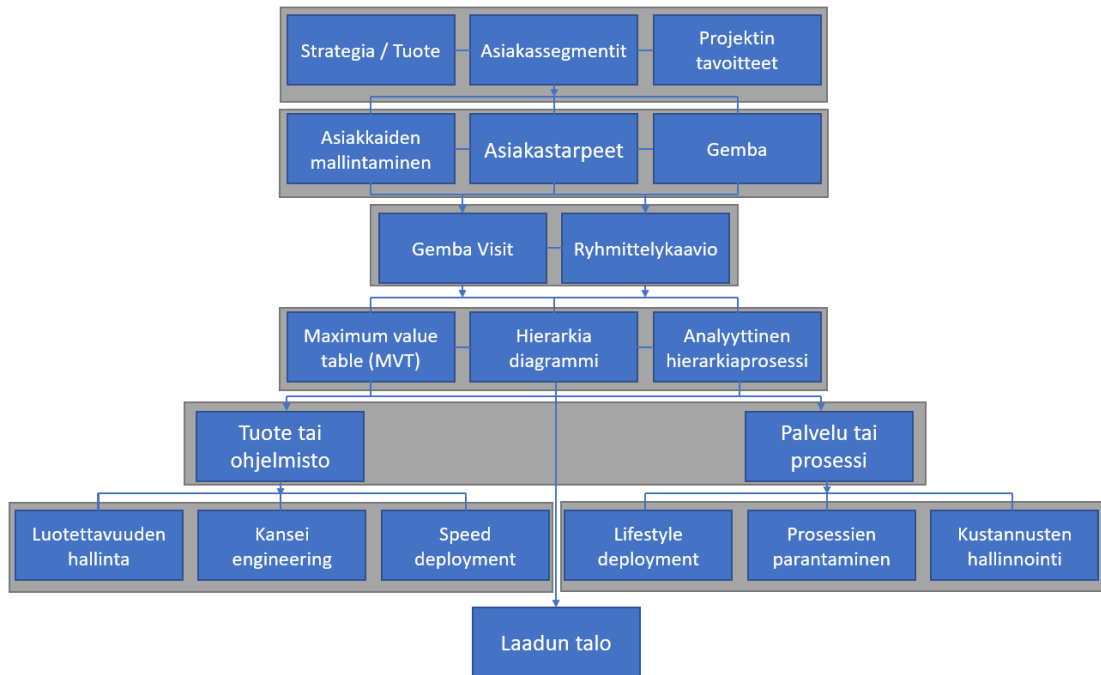 Strategia / Tuote
Asiakassegmentit
Projektin
tavoitteet
Asiakkaiden
mallintaminen
Asiakastarpeet
Gemba
Gemba Visit
Ryhmittelykaavio
Maximum value
table (MVT)
Hierarkia
diagrammi
Analyyttinen
hierarkiaprosessi
Tuote tai
ohjelmisto
Palvelu tai
prosessi
Luotettavuuden
hallinta
Kansei
engineering
Speed
deployment
Lifestyle
deployment
Prosessien
parantaminen
Kustannusten
hallinnointi
Laadun talo